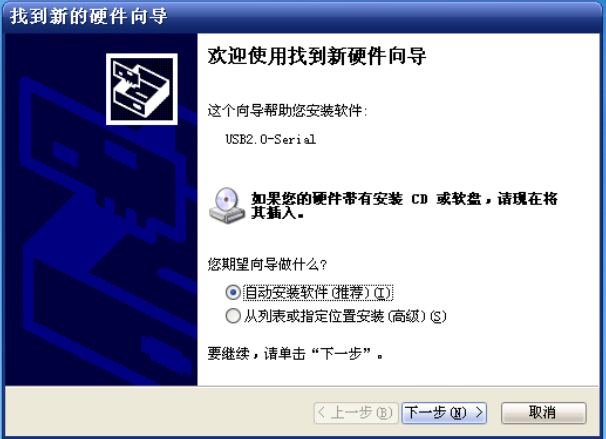 找到新的硬件向导
欢迎使用找到新硬件向导
这个向导帮助您安装软件:
USB2.0-Serial
如果您的硬件带有安装 CD 或软盘，请现在将
其插入。
您期望向导做什么?
自动安装软件(推荐)(I)
从列表或指定位置安装(高级)(S)
要继续，请单击“下一步”。
< 上一步(B)
下一步(N) >
取消